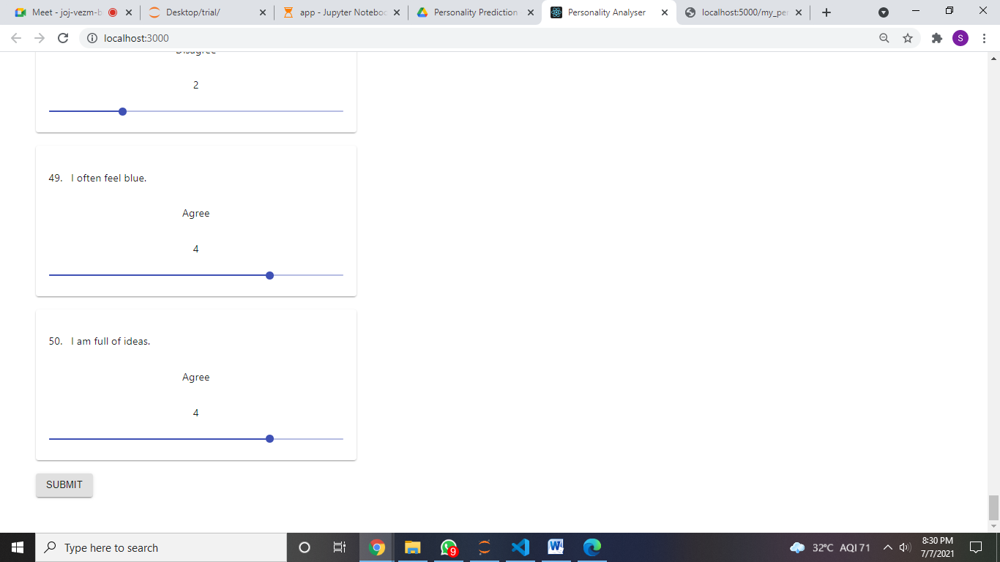 Meet - joj-vezm-b
Desktop/trial/
app - Jupyter Notebook
Personality Prediction
Personality Analyser
localhost:5000/my_per
localhost:3000
S
Disagree
2
49. I often feel blue.
Agree
4
50. I am full of ideas.
Agree
4
SUBMIT
Type here to search
9
W
32°C AQI 71
8:30 PM
7/7/2021